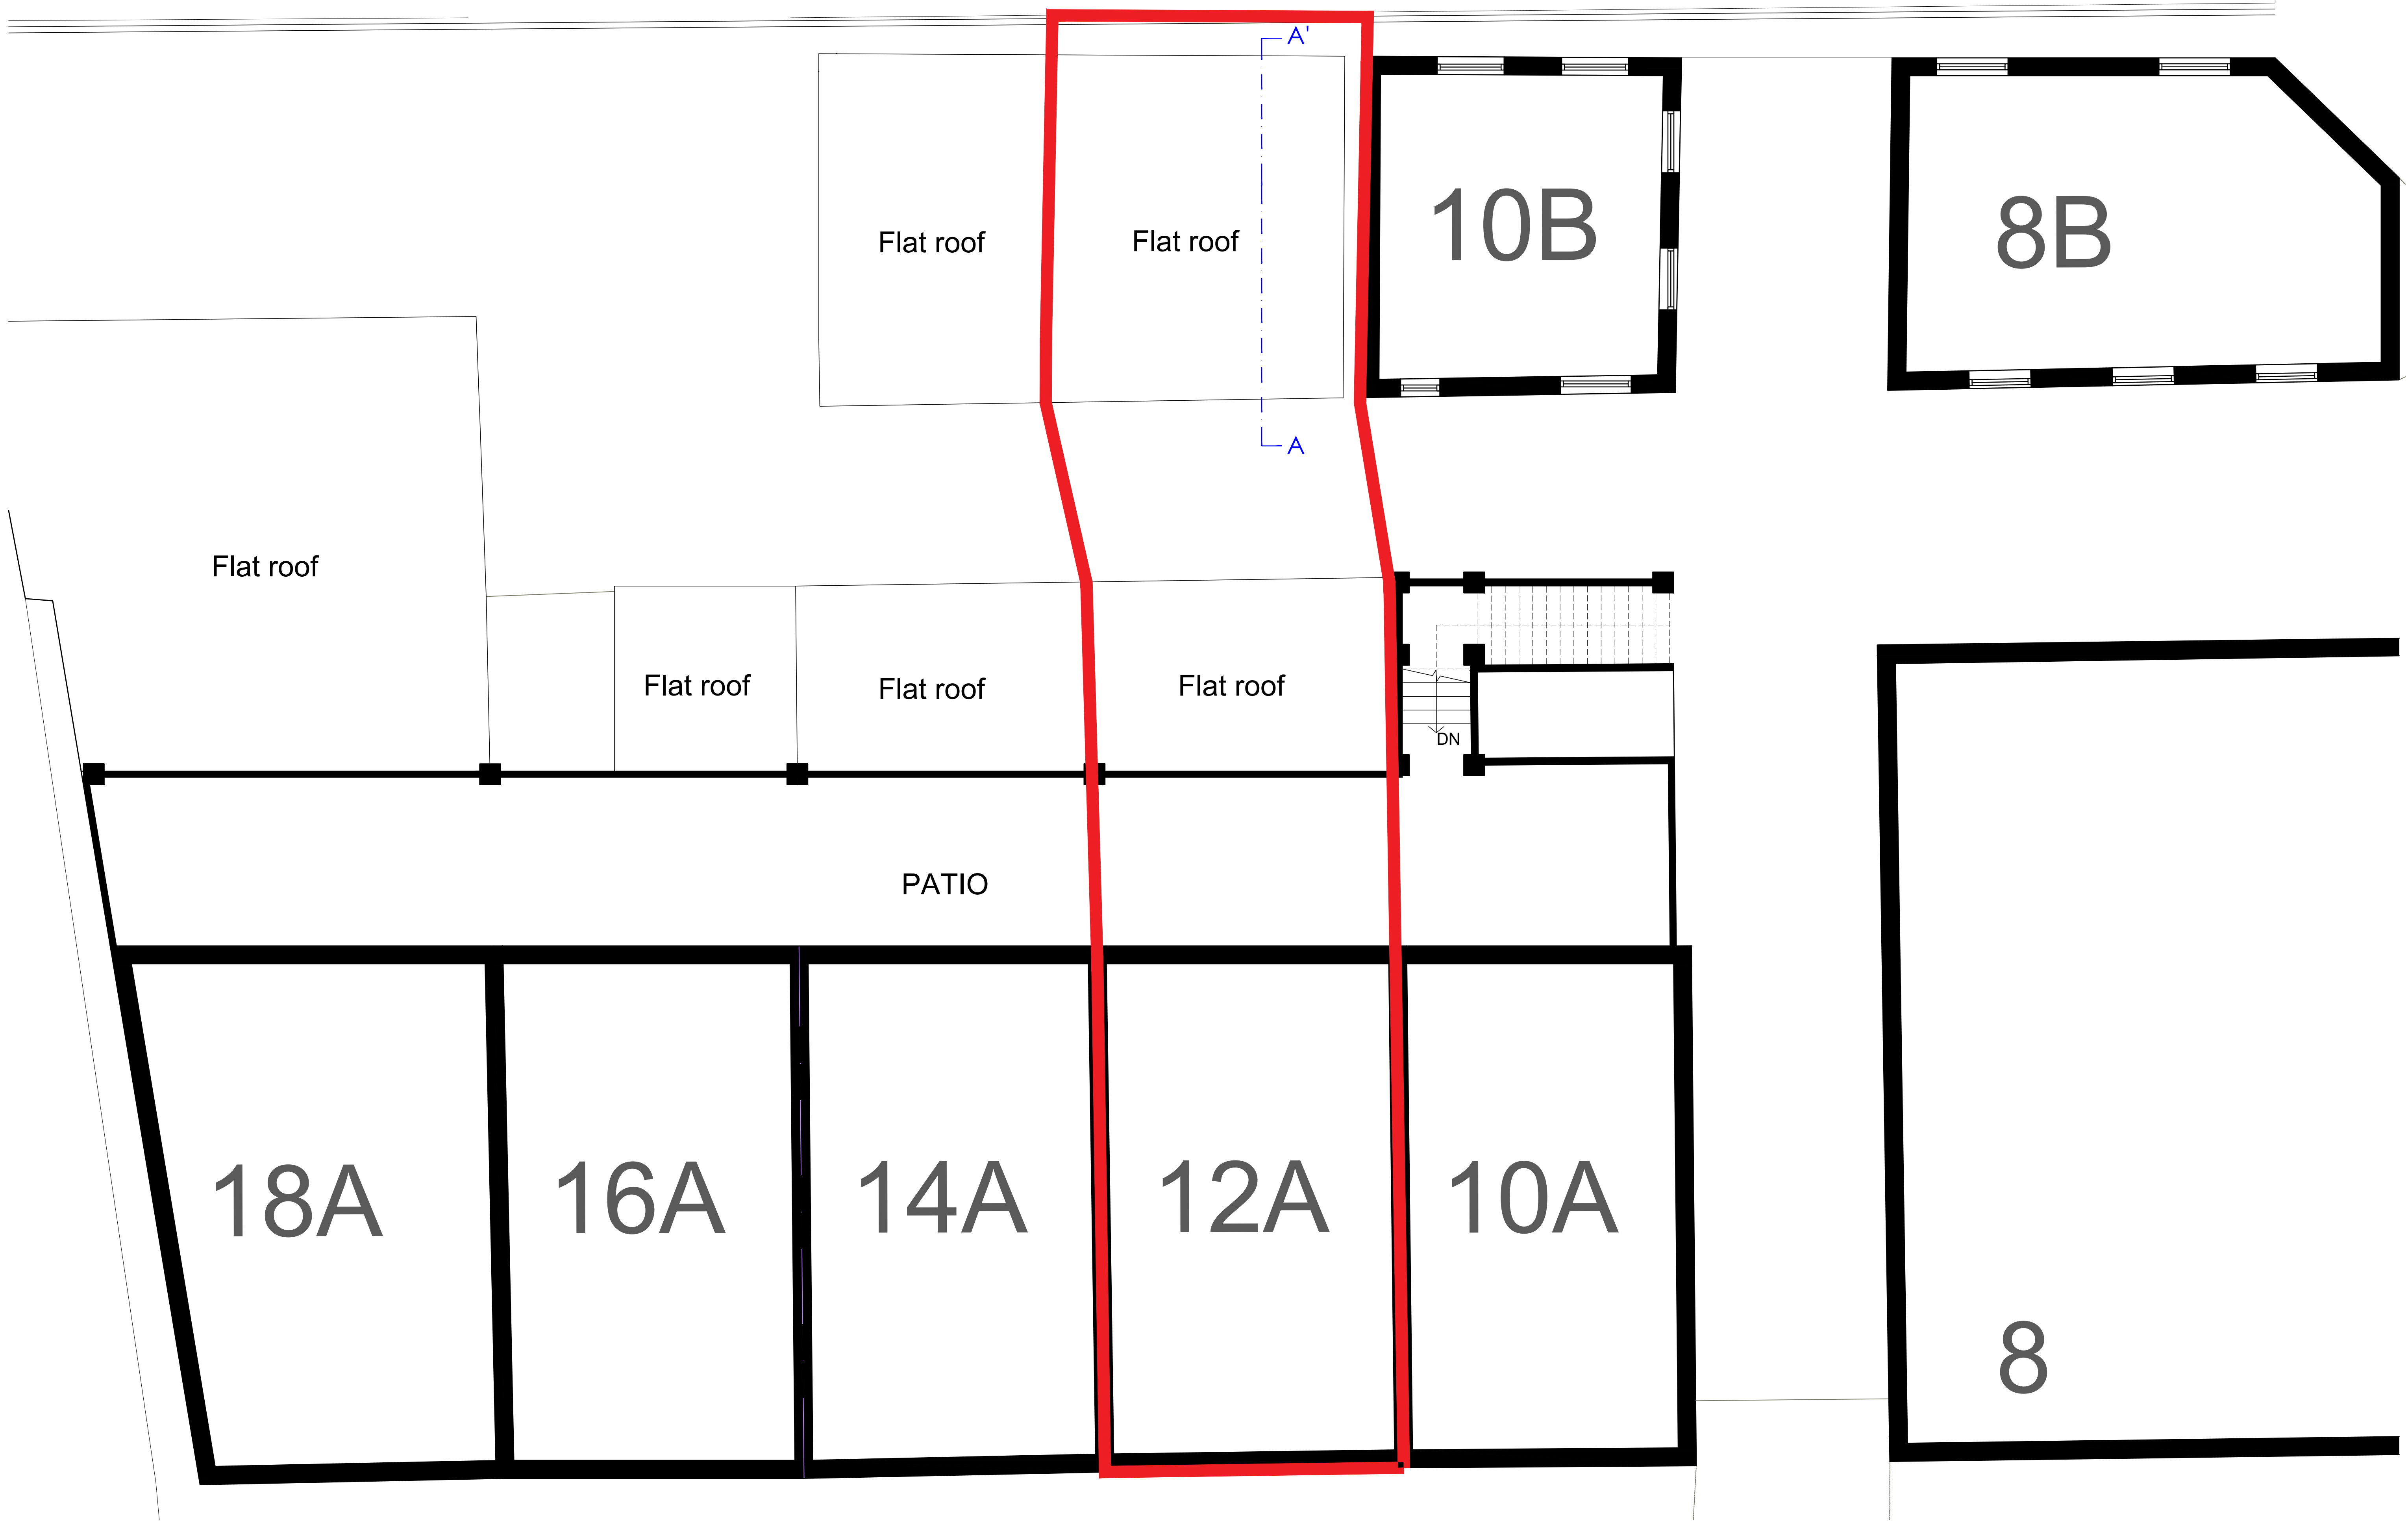 A'
10B
8B
Flat roof
Flat roof
A
Flat roof
Flat roof
Flat roof
Flat roof
DN
PATIO
18A
16A
14A
12A
10A
8